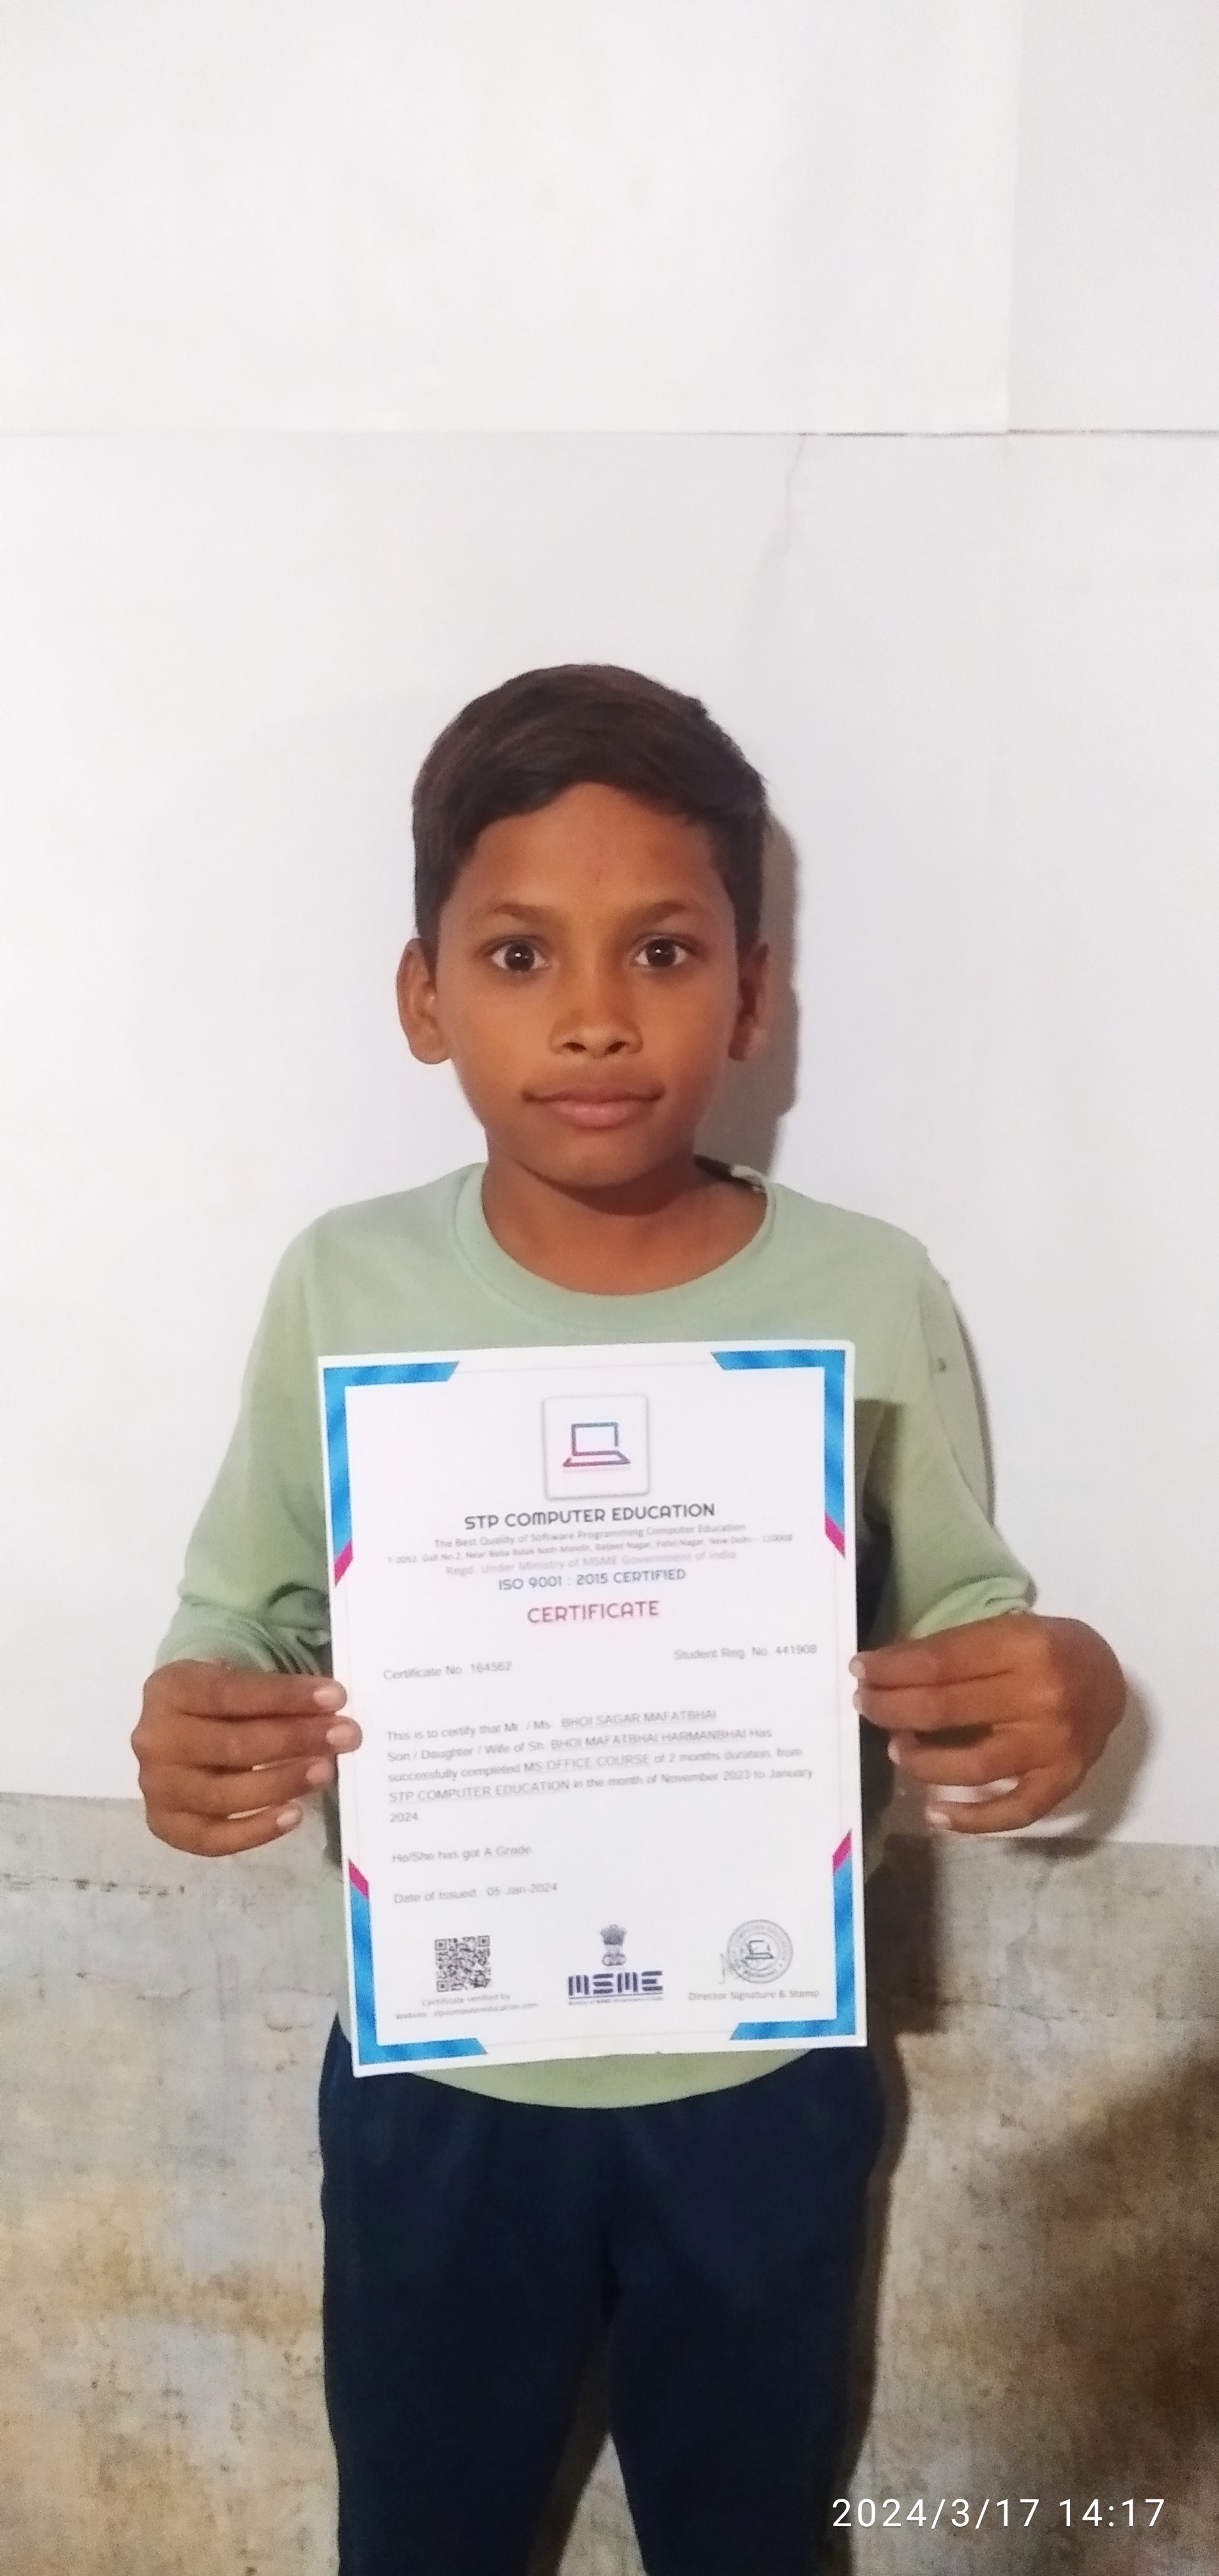 STP COMPUTER EDUCATION
The Best Quality of Software Programming Computer Education
T-2053, Gali No.2, Near Baba Balak Nath Mandir, Baljeet Nagar, Patel Nagar, New Delhi - 110008
Regd. Under Ministry of MSME Government of India
ISO 9001 : 2015 CERTIFIED
CERTIFICATE
Certificate No. 164562
Student Reg. No. 441908
This is to certify that Mr. / Ms. BHOI SAGAR MAFATBHAI
Son / Daughter / Wife of Sh. BHOI MAFATBHAI HARMANBHAI Has
successfully completed MS OFFICE COURSE of 2 months duration, from
STP COMPUTER EDUCATION in the month of November 2023 to January
2024.
He/She has got A Grade
Date of Issued : 05-Jan-2024
Certificate verified by
Website : stpcomputereducation.com
MSME
Director Signature & Stamp
2024/3/17 14:17